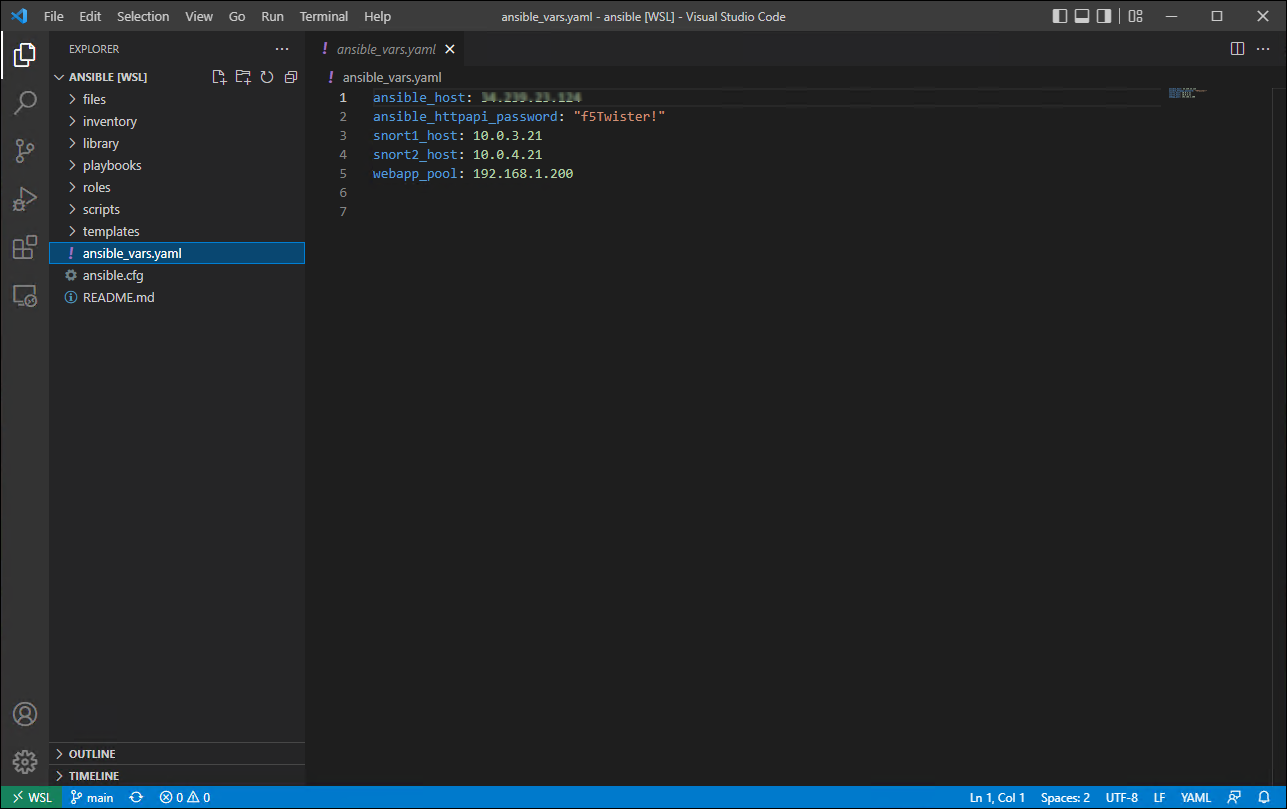 File Edit Selection View Go Run Terminal Help
ansible_vars.yaml - ansible [WSL] - Visual Studio Code
EXPLORER
ANSIBLE [WSL]
files
inventory
library
playbooks
roles
scripts
templates
! ansible_vars.yaml
ansible.cfg
README.md
OUTLINE
TIMELINE
! ansible_vars.yaml
! ansible_vars.yaml
1 ansible_host:
2 ansible_httpapi_password: "f5Twister!"
3 snort1_host: 10.0.3.21
4 snort2_host: 10.0.4.21
5 webapp_pool: 192.168.1.200
6
7
WSL main 0 0 Ln 1, Col 1 Spaces: 2 UTF-8 LF YAML